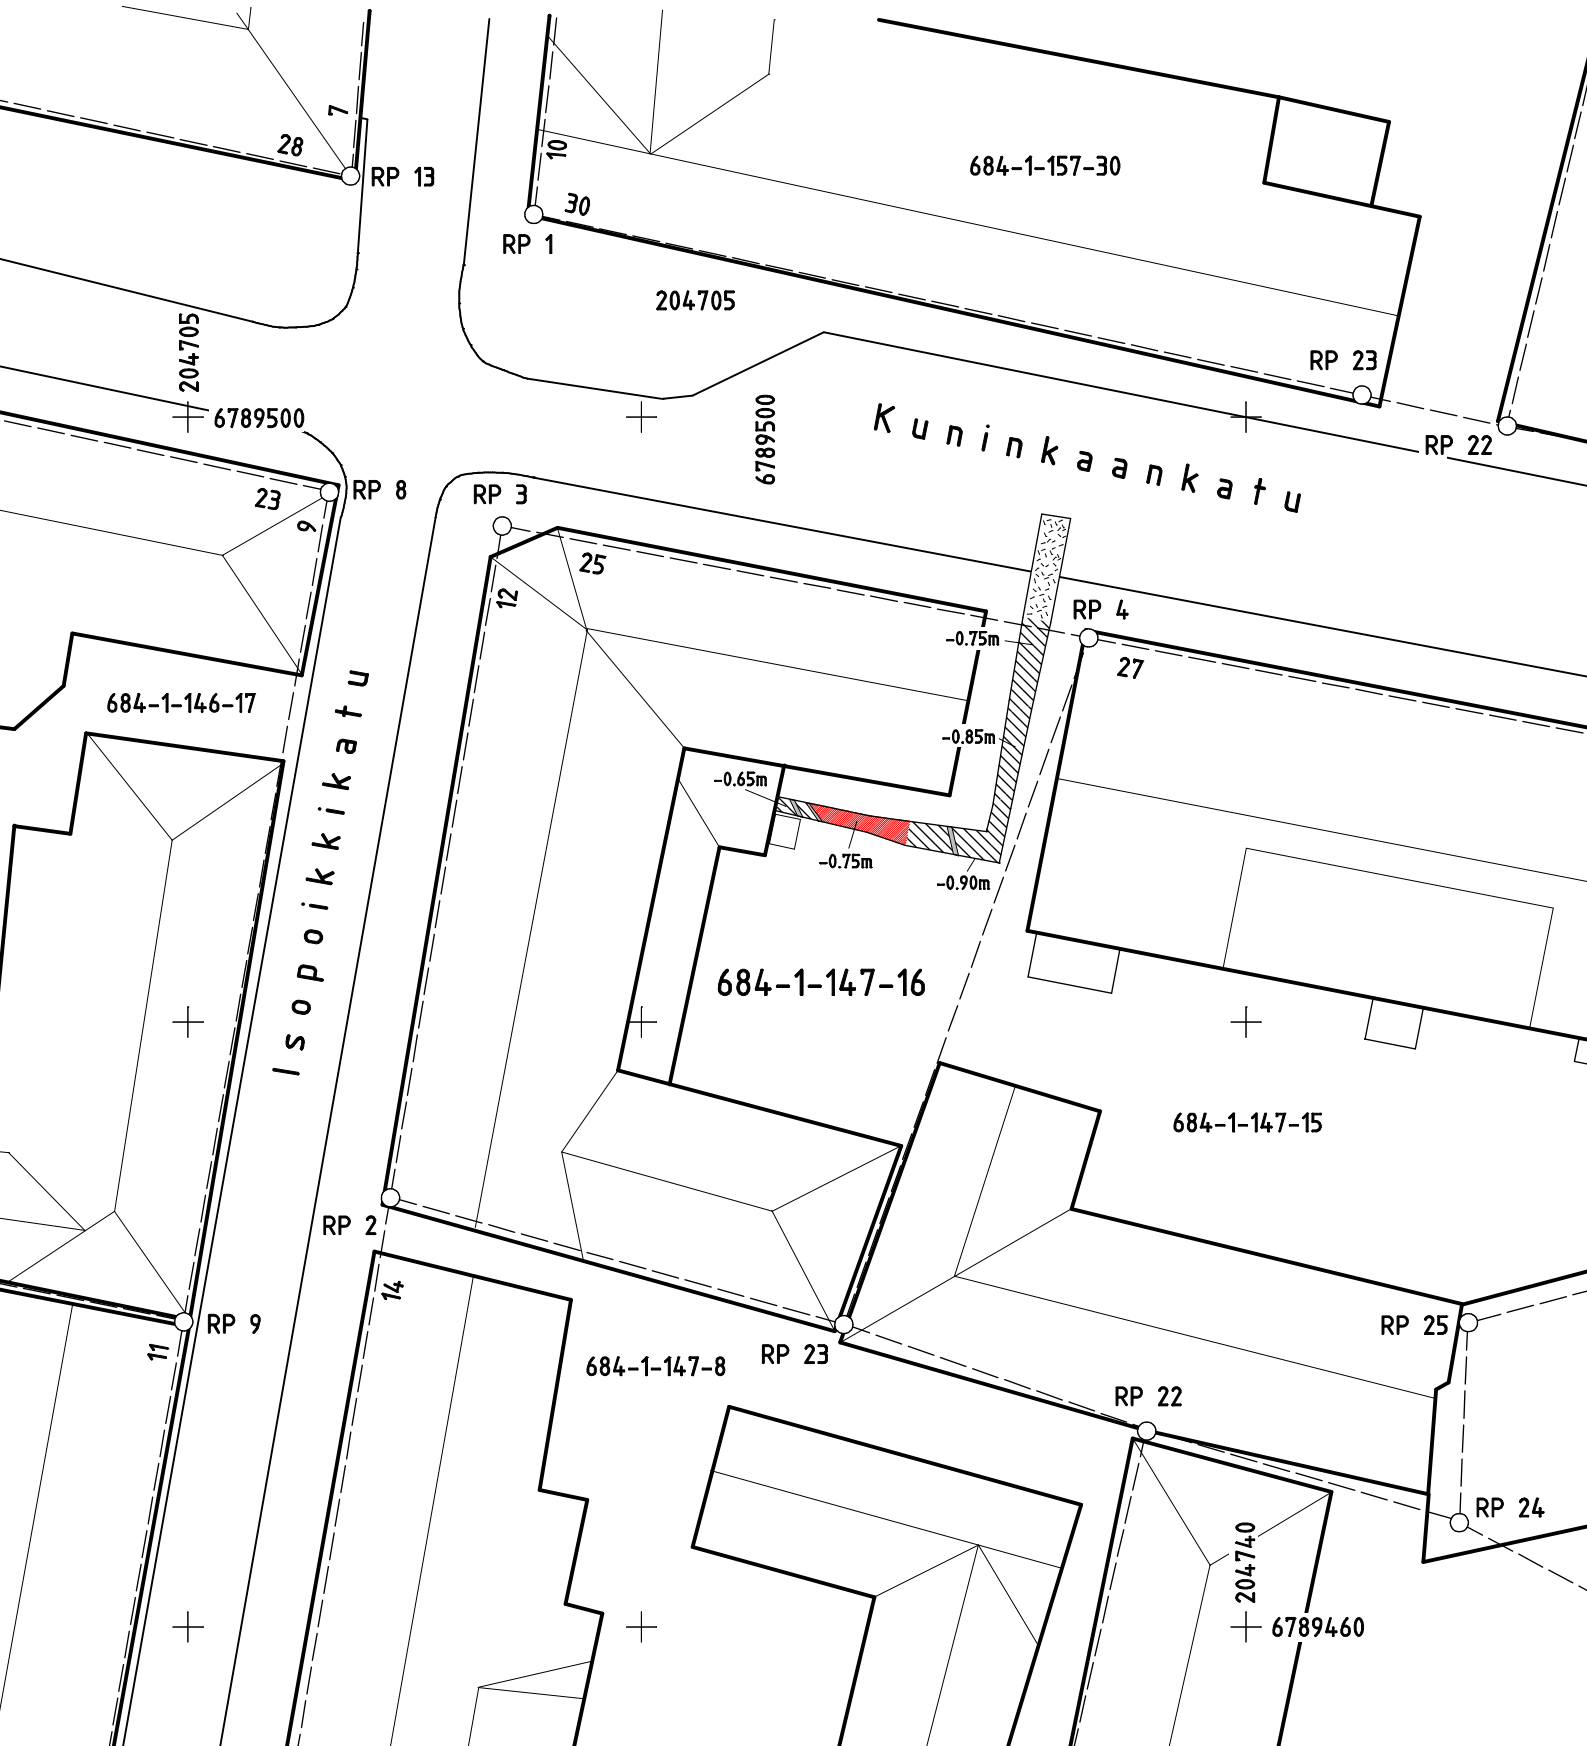 7
28
RP 13
10
30
RP 1
684-1-157-30
204705
204705
6789500
6789500
RP 23
RP 22
Kuninkaankatu
RP 8
23
9
RP 3
25
12
RP 4
27
-0.75m
684-1-146-17
-0.85m
-0.65m
-0.75m
-0.90m
Isopoikkikatu
684-1-147-16
684-1-147-15
RP 2
14
RP 9
11
RP 23
684-1-147-8
RP 25
RP 22
RP 24
204740
6789460